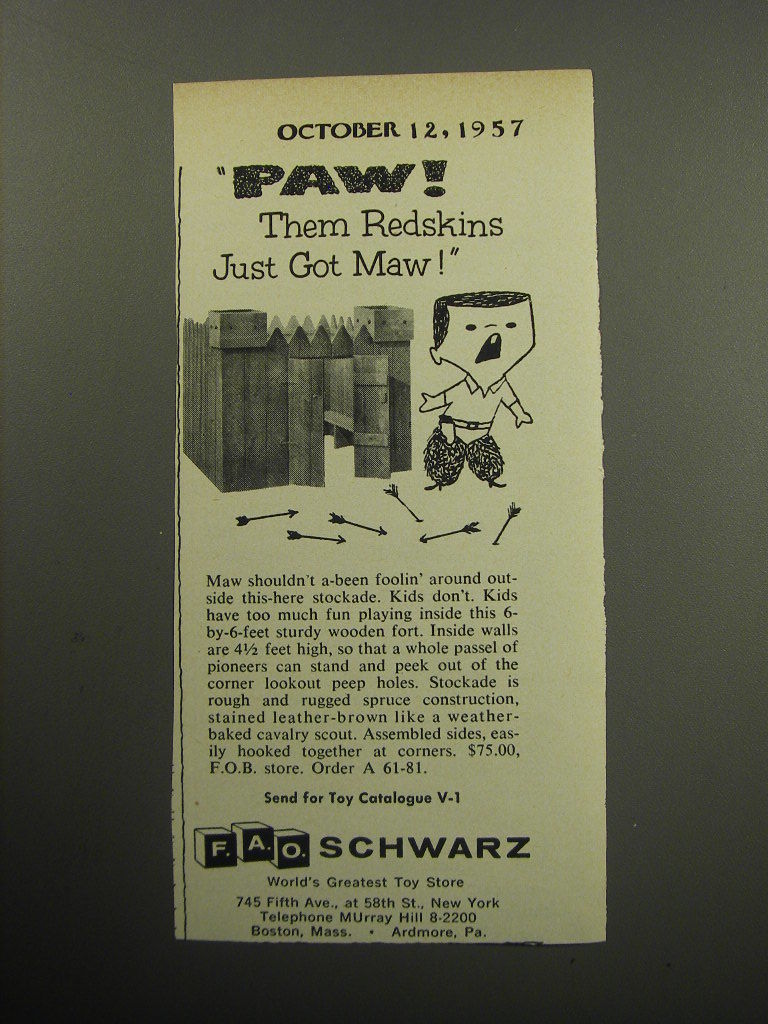 OCTOBER 12, 1957
"PAW!
Them Redskins
Just Got Maw!"
Maw shouldn't a-been foolin' around out-
side this-here stockade. Kids don't. Kids
have too much fun playing inside this 6-
by-6-feet sturdy wooden fort. Inside walls
are 4½ feet high, so that a whole passel of
pioneers can stand and peek out of the
corner lookout peep holes. Stockade is
rough and rugged spruce construction,
stained leather-brown like a weather-
baked cavalry scout. Assembled sides, eas-
ily hooked together at corners. $75.00,
F.O.B. store. Order A 61-81.
Send for Toy Catalogue V-1
F.A.O. SCHWARZ
World's Greatest Toy Store
745 Fifth Ave., at 58th St., New York
Telephone MUrray Hill 8-2200
Boston, Mass. • Ardmore, Pa.